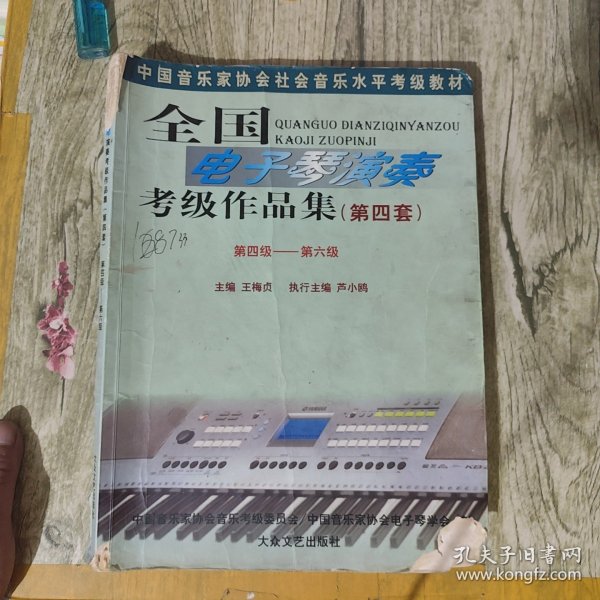 中国音乐家协会社会音乐水平考级教材
全国
QUANGUO DIANZIQINYANZOU
KAOJI ZUOPINJI
电子琴演奏
考级作品集(第四套)
第四级——第六级
主编 王梅贞 执行主编 芦小鸥
YAMAHA
中国音乐家协会音乐考级委员会/中国音乐家协会电子琴学会
大众文艺出版社
孔夫子旧书网
www.kongfz.com